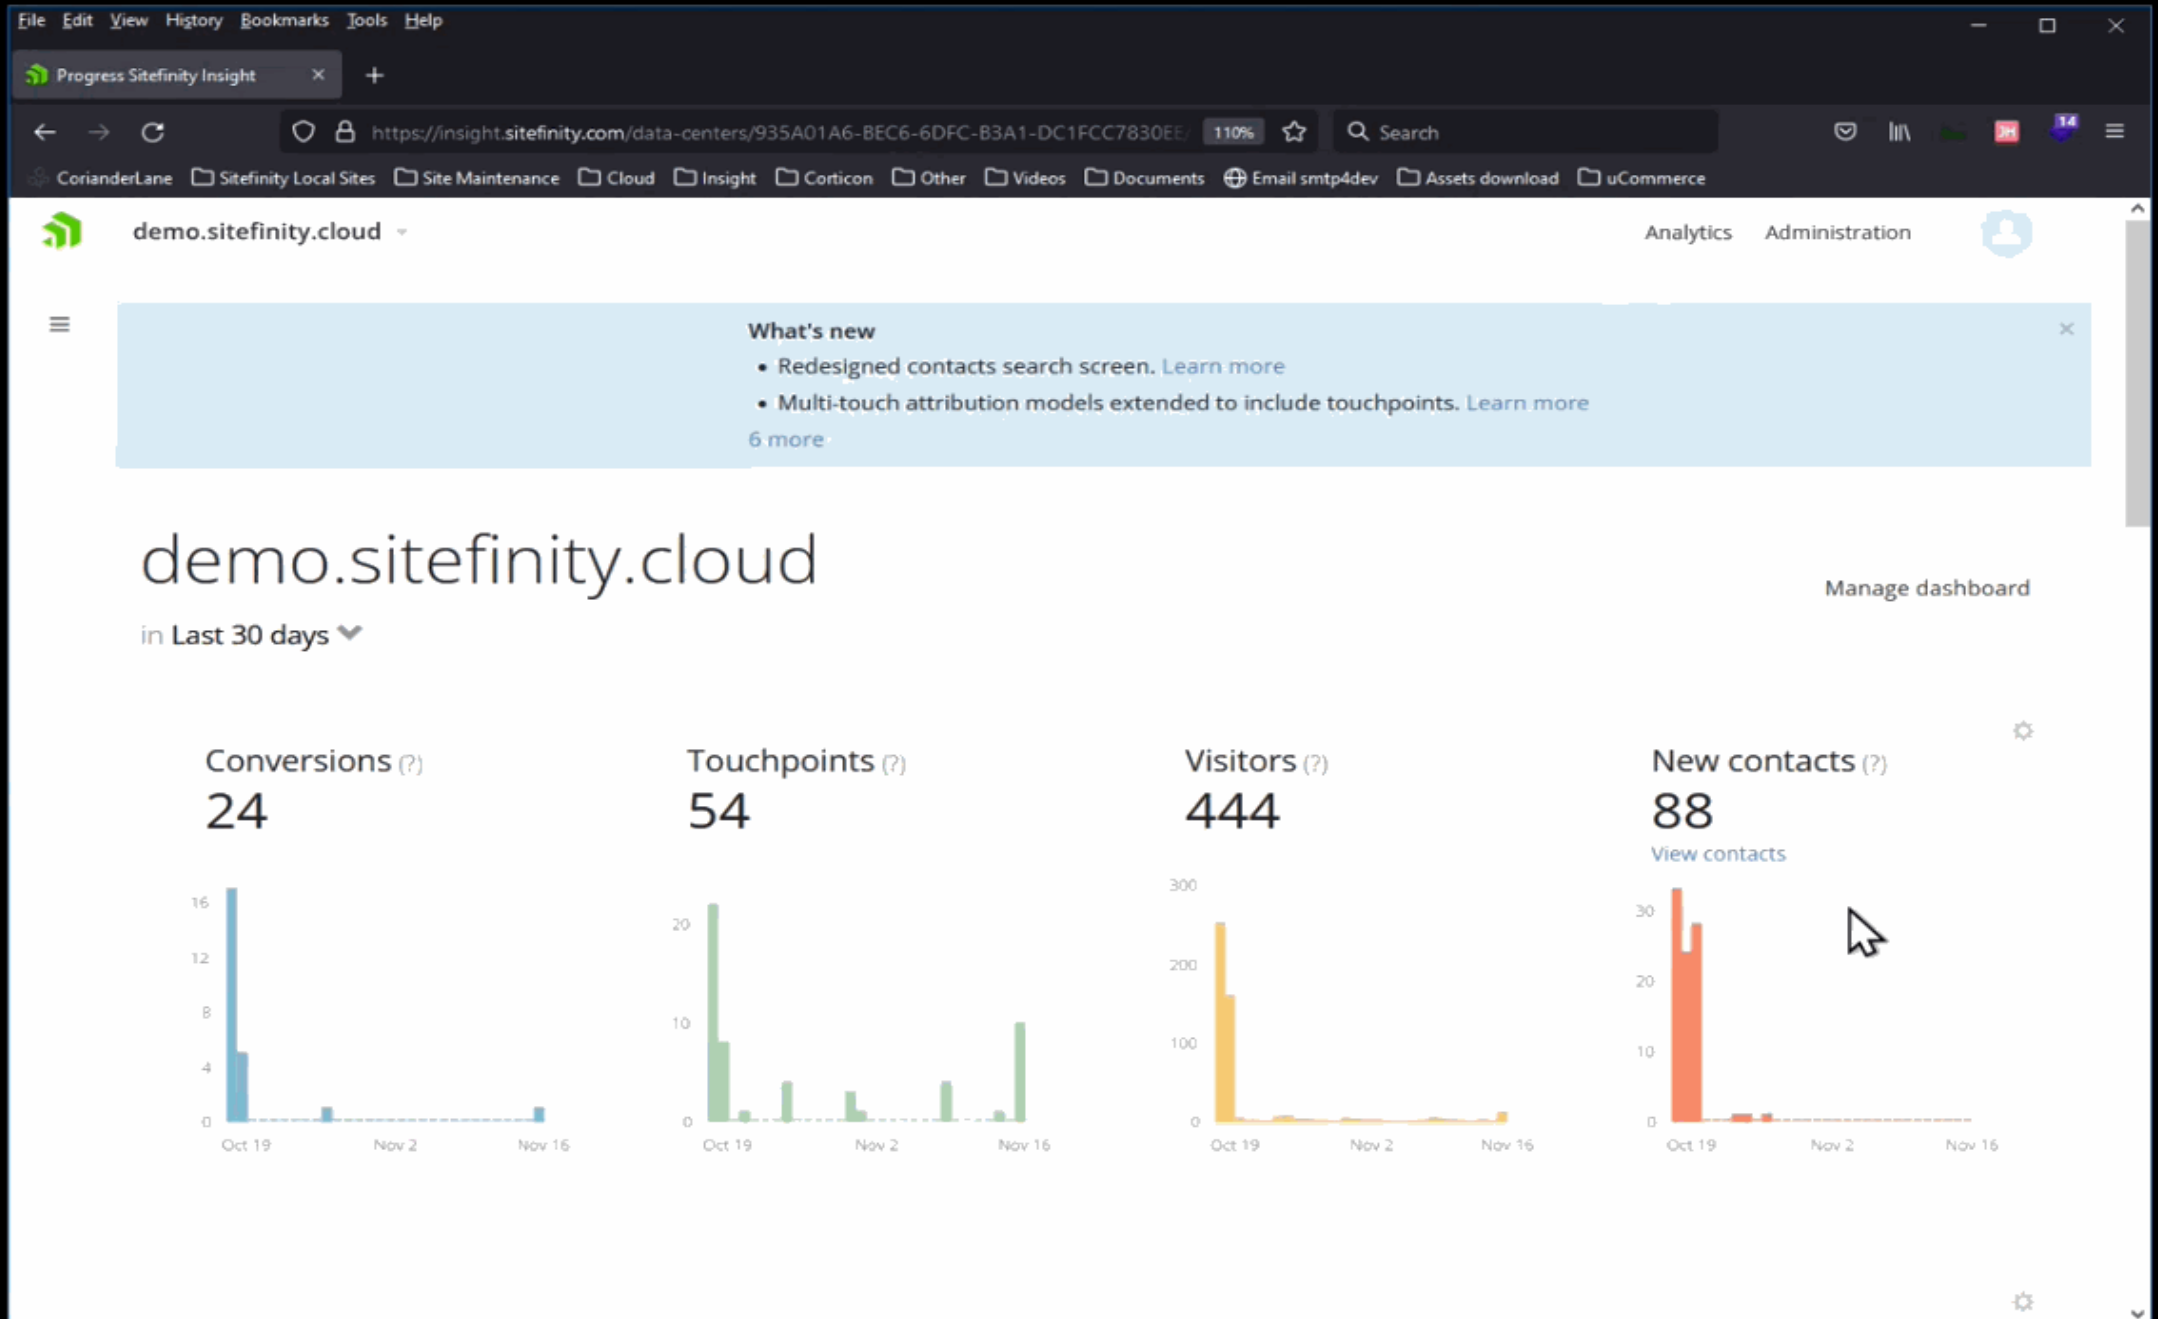 File Edit View History Bookmarks Tools Help
Progress Sitefinity Insight
https://insight.sitefinity.com/data-centers/935A01A6-BEC6-6DFC-B3A1-DC1FCC7830EE/ 110% Search JH 14
CorianderLane Sitefinity Local Sites Site Maintenance Cloud Insight Corticon Other Videos Documents Email smtp4dev Assets download uCommerce
demo.sitefinity.cloud Analytics Administration
What's new
• Redesigned contacts search screen. Learn more
• Multi-touch attribution models extended to include touchpoints. Learn more
6 more
demo.sitefinity.cloud
Manage dashboard
in Last 30 days
Conversions (?)
24
16
12
8
4
0
Oct 19 Nov 2 Nov 16
Touchpoints (?)
54
20
10
0
Oct 19 Nov 2 Nov 16
Visitors (?)
444
300
200
100
0
Oct 19 Nov 2 Nov 16
New contacts (?)
88
View contacts
30
20
10
0
Oct 19 Nov 2 Nov 16